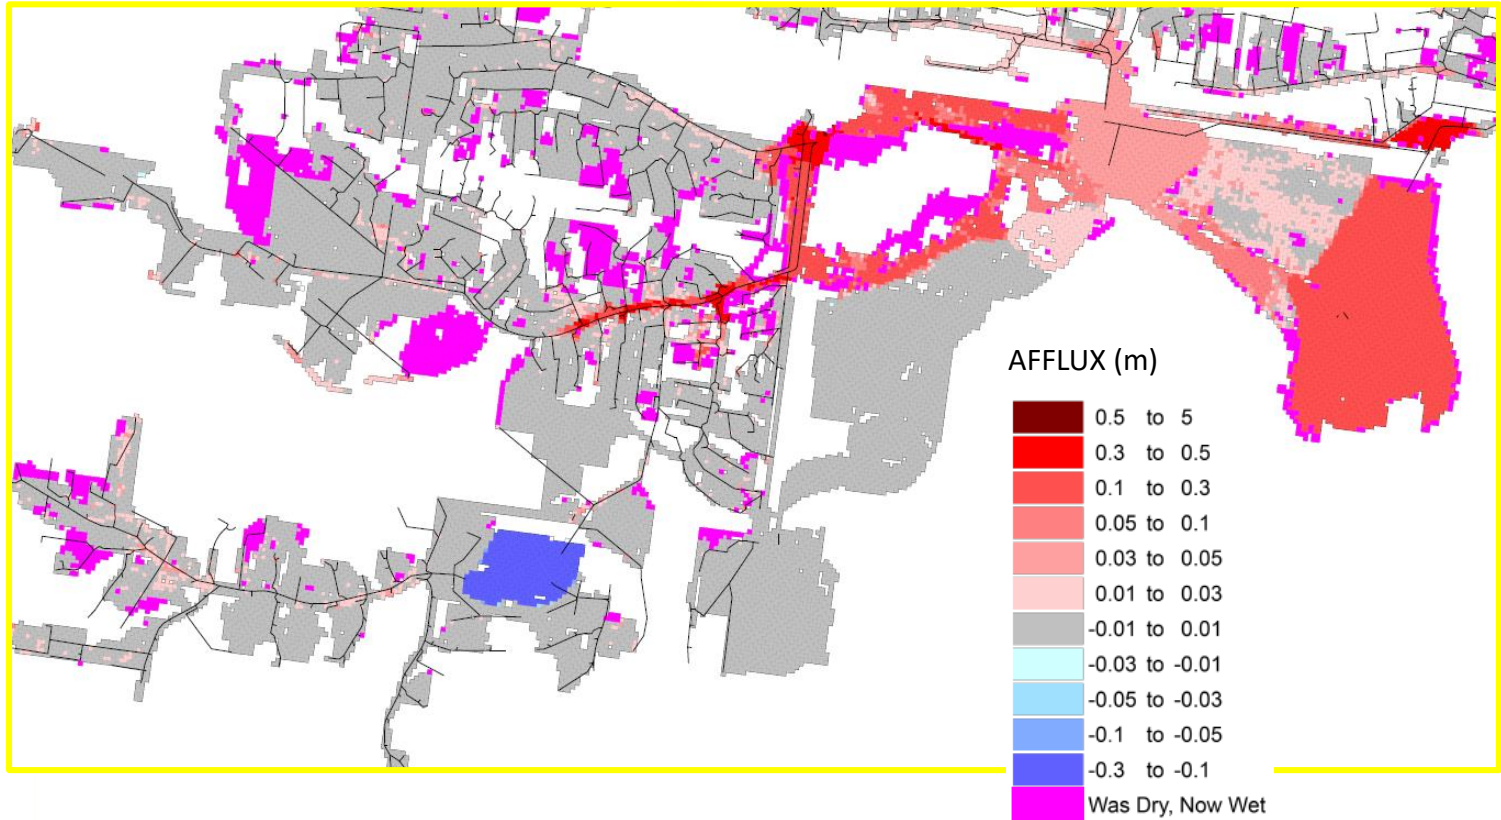 AFFLUX (m)
0.5 to 5
0.3 to 0.5
0.1 to 0.3
0.05 to 0.1
0.03 to 0.05
0.01 to 0.03
-0.01 to 0.01
-0.03 to -0.01
-0.05 to -0.03
-0.1 to -0.05
-0.3 to -0.1
Was Dry, Now Wet